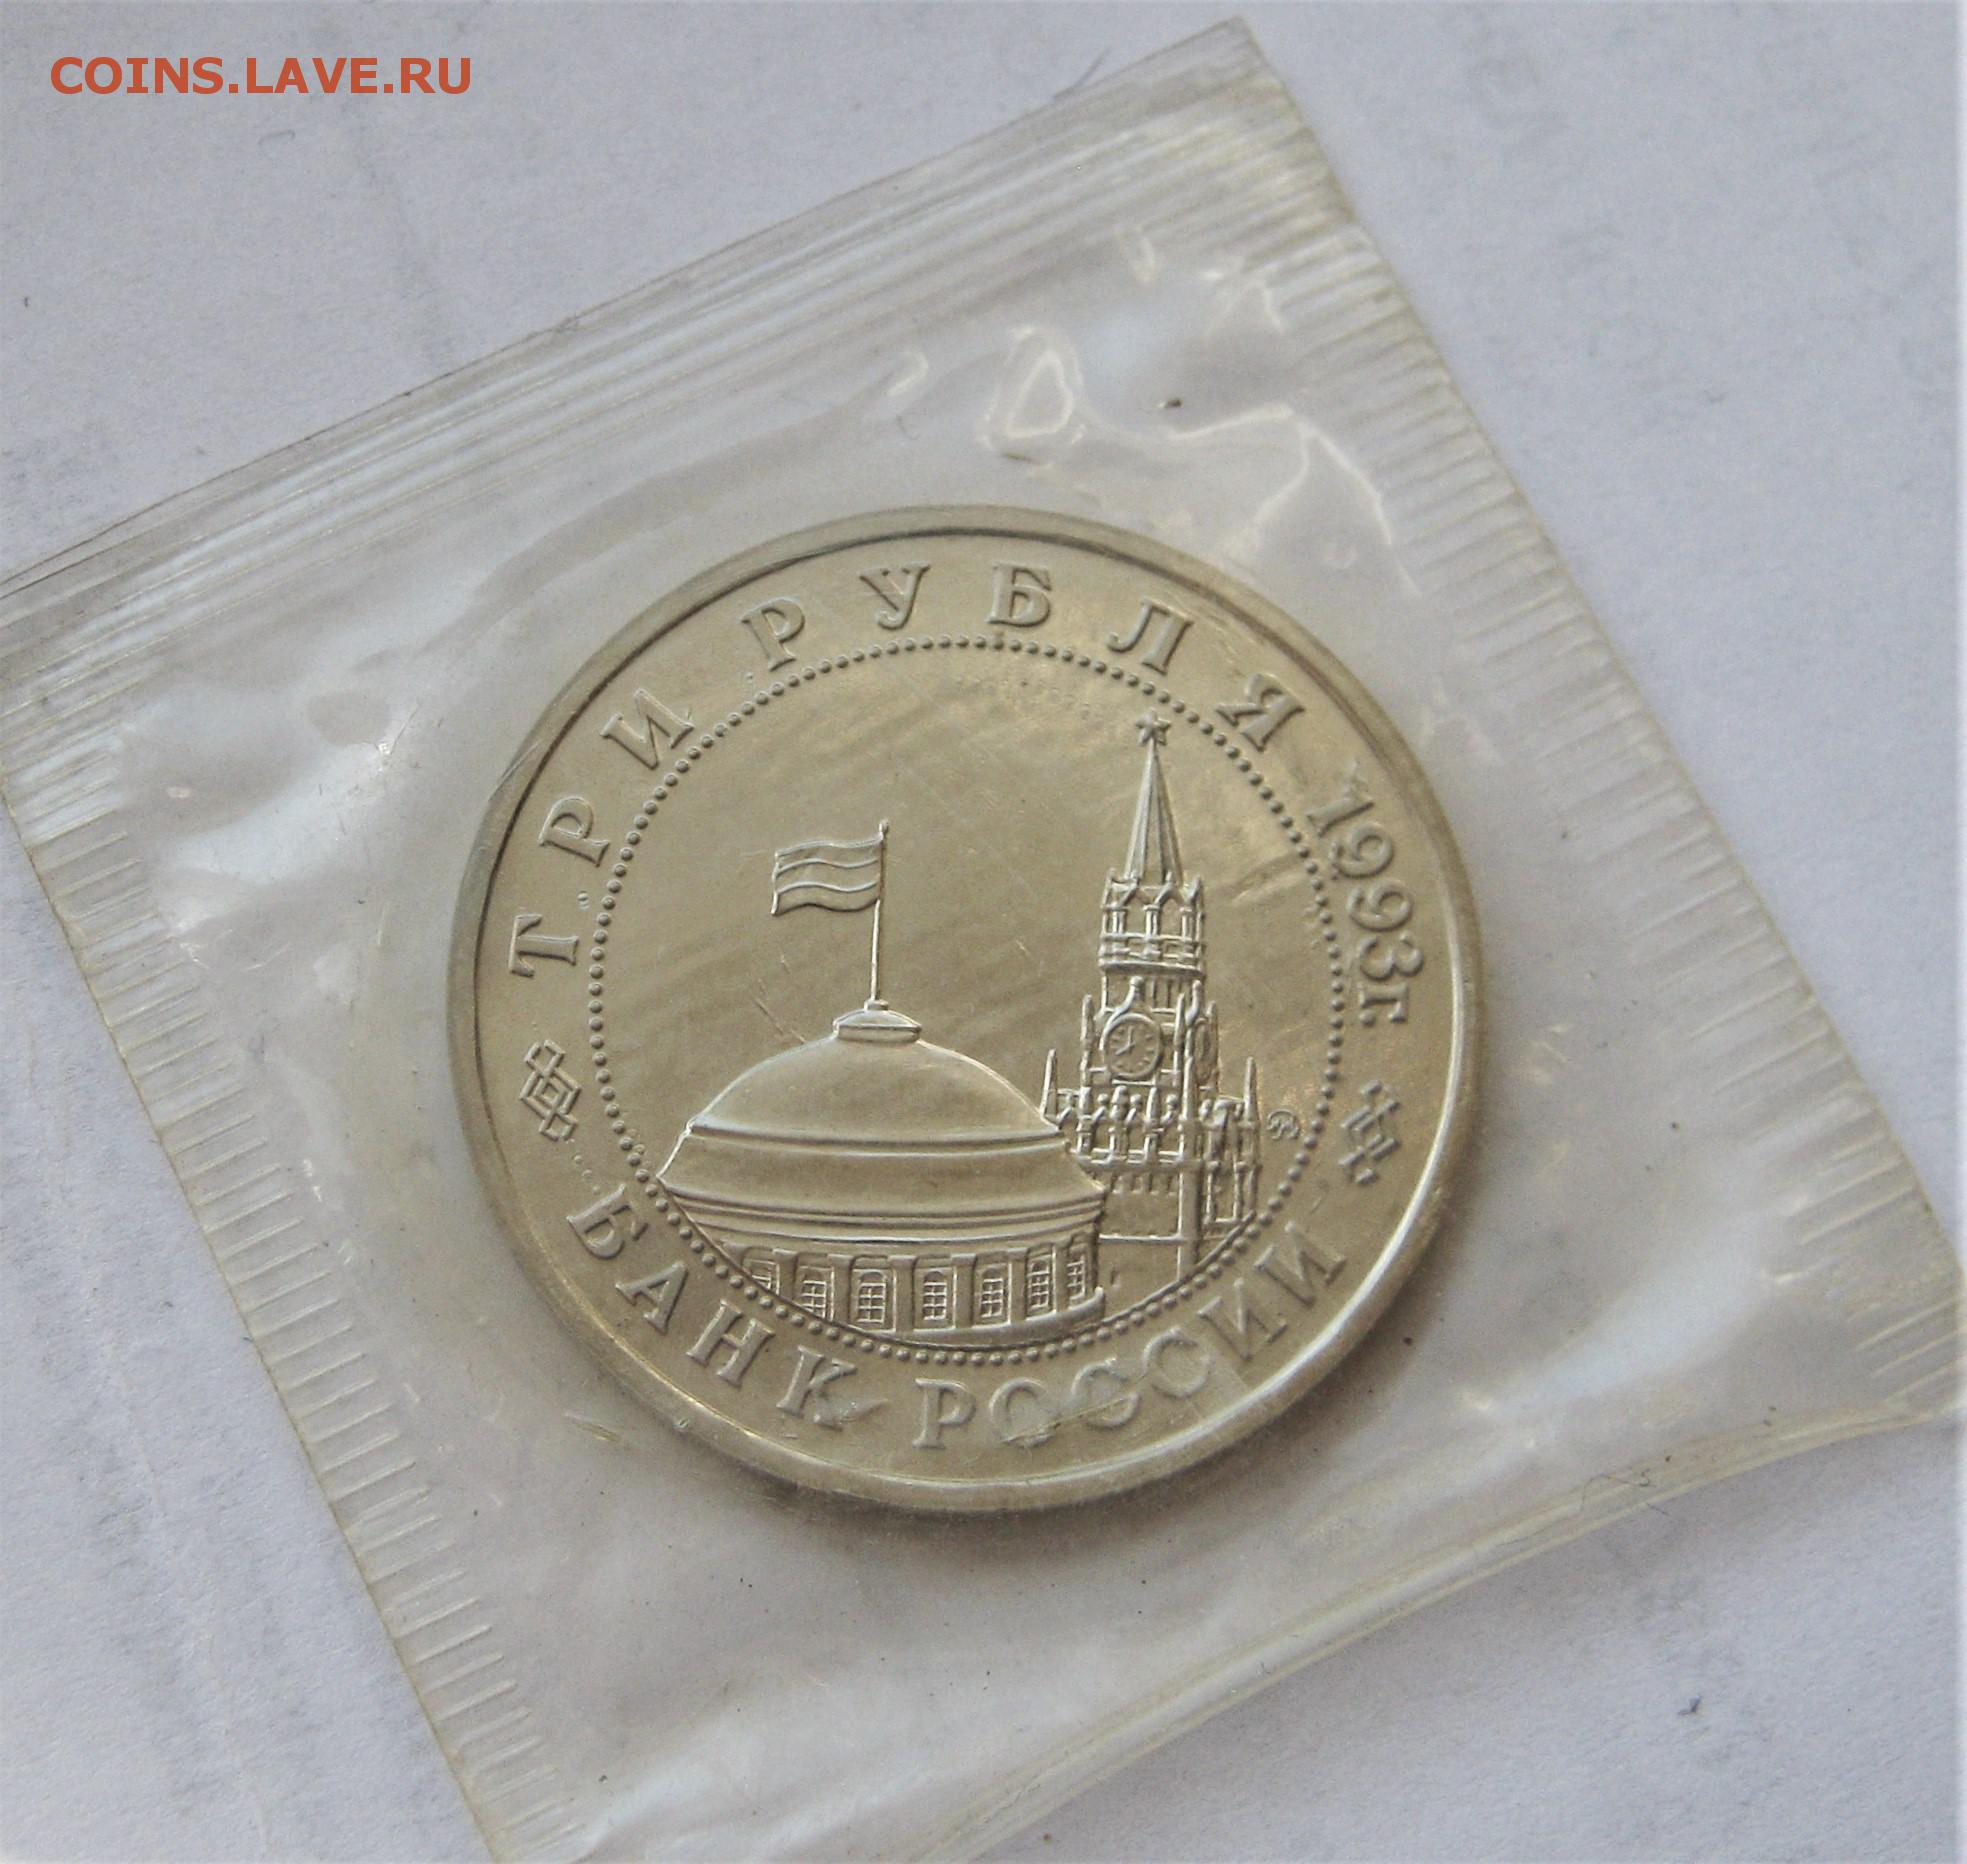 COINS.LAVE.RU
ТРИ РУБЛЯ 1993г.
БАНК РОССИИ